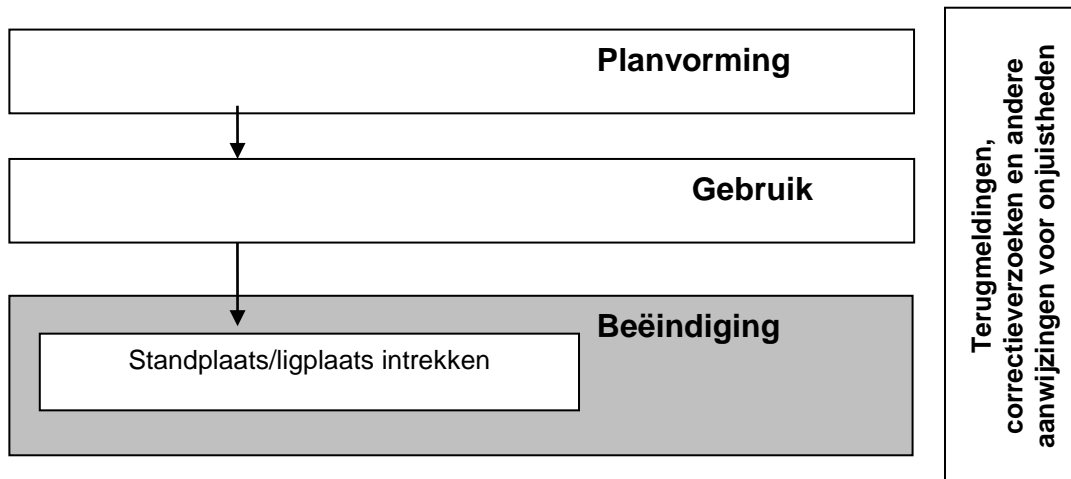 Planvorming
Gebruik
Beëindiging
Standplaats/ligplaats intrekken
Terugmeldingen,
correctieverzoeken en andere
aanwijzingen voor onjuistheden